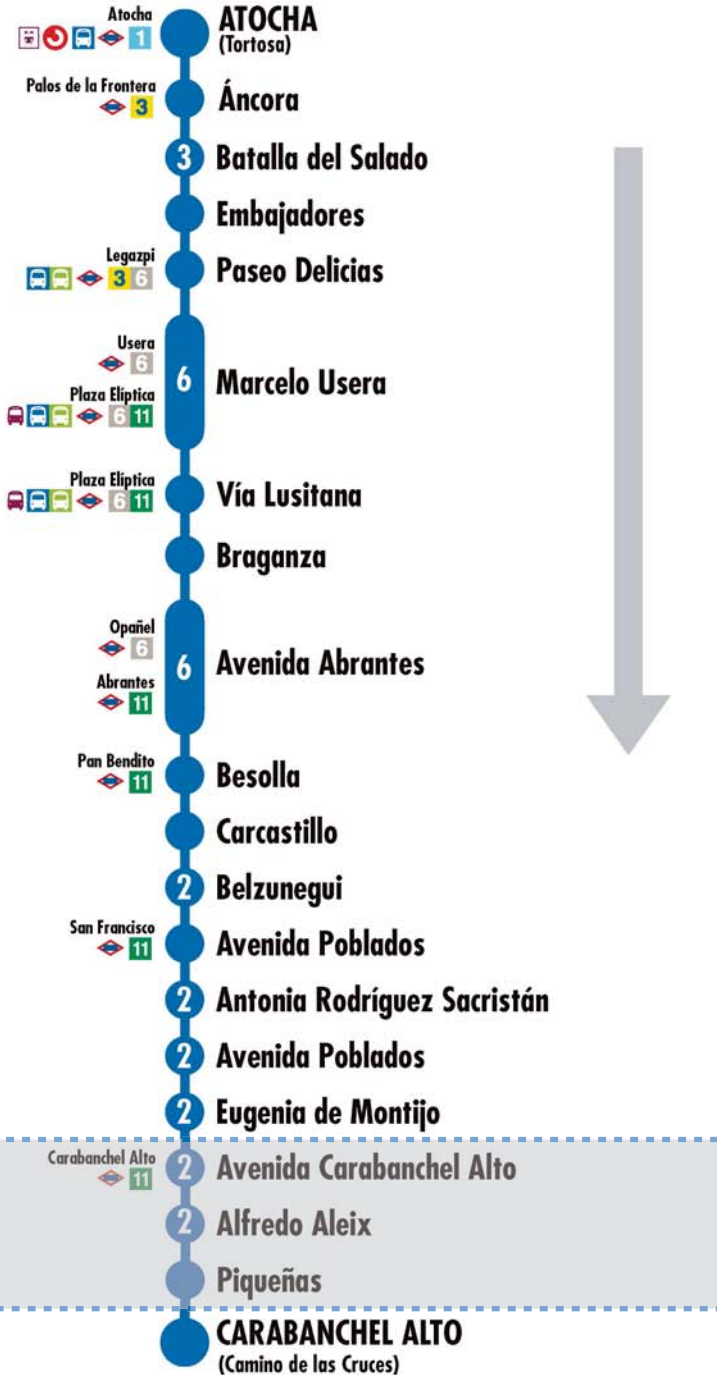 Atocha
1
ATOCHA
(Tortosa)
Palos de la Frontera
3
Áncora
3
Batalla del Salado
Embajadores
Legazpi
3 6
Paseo Delicias
Usera
6
Plaza Elíptica
6 11
6
Marcelo Usera
Plaza Elíptica
6 11
Vía Lusitana
Braganza
Opañel
6
Abrantes
11
6
Avenida Abrantes
Pan Bendito
11
Besolla
Carcastillo
2
Belzunegui
San Francisco
11
Avenida Poblados
2
Antonia Rodríguez Sacristán
2
Avenida Poblados
2
Eugenia de Montijo
Carabanchel Alto
11
2
Avenida Carabanchel Alto
2
Alfredo Aleix
Piqueñas
CARABANCHEL ALTO
(Camino de las Cruces)